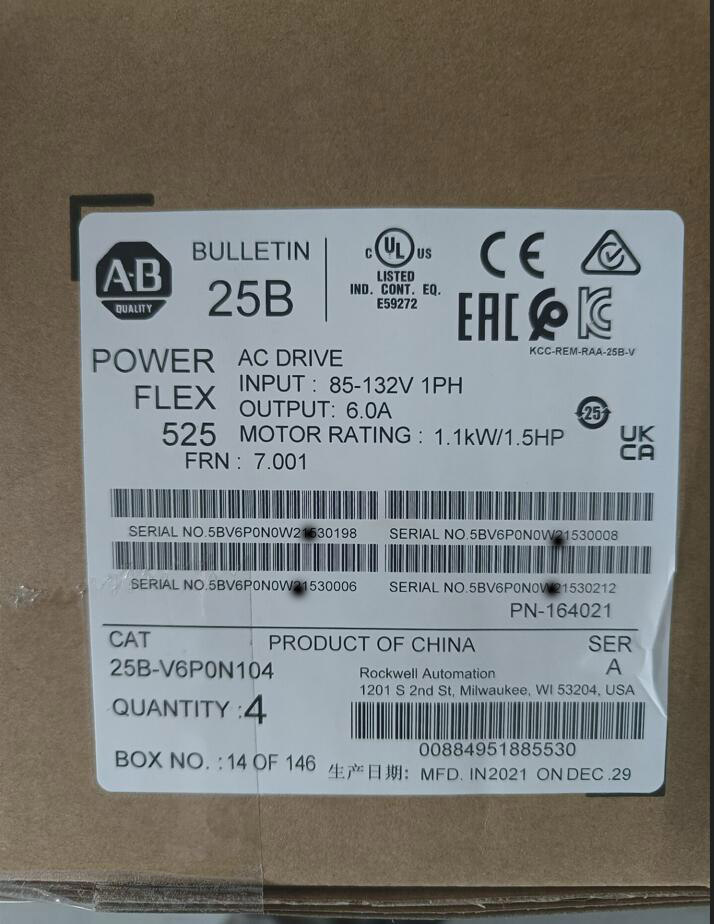 A-B
QUALITY
BULLETIN
25B
C UL US
LISTED
IND. CONT. EQ.
E59272
CE
EAC
KCC-REM-RAA-25B-V
POWER
FLEX
525
AC DRIVE
INPUT : 85-132V 1PH
OUTPUT: 6.0A
MOTOR RATING : 1.1kW/1.5HP
FRN : 7.001
25
UK
CA
SERIAL NO.5BV6P0N0W21530198
SERIAL NO.5BV6P0N0W21530008
SERIAL NO.5BV6P0N0W21530006
SERIAL NO.5BV6P0N0W21530212
PN-164021
CAT
25B-V6P0N104
PRODUCT OF CHINA
SER
A
Rockwell Automation
1201 S 2nd St, Milwaukee, WI 53204, USA
QUANTITY :4
00884951885530
BOX NO. :14 OF 146
生产日期: MFD. IN2021 ON DEC .29